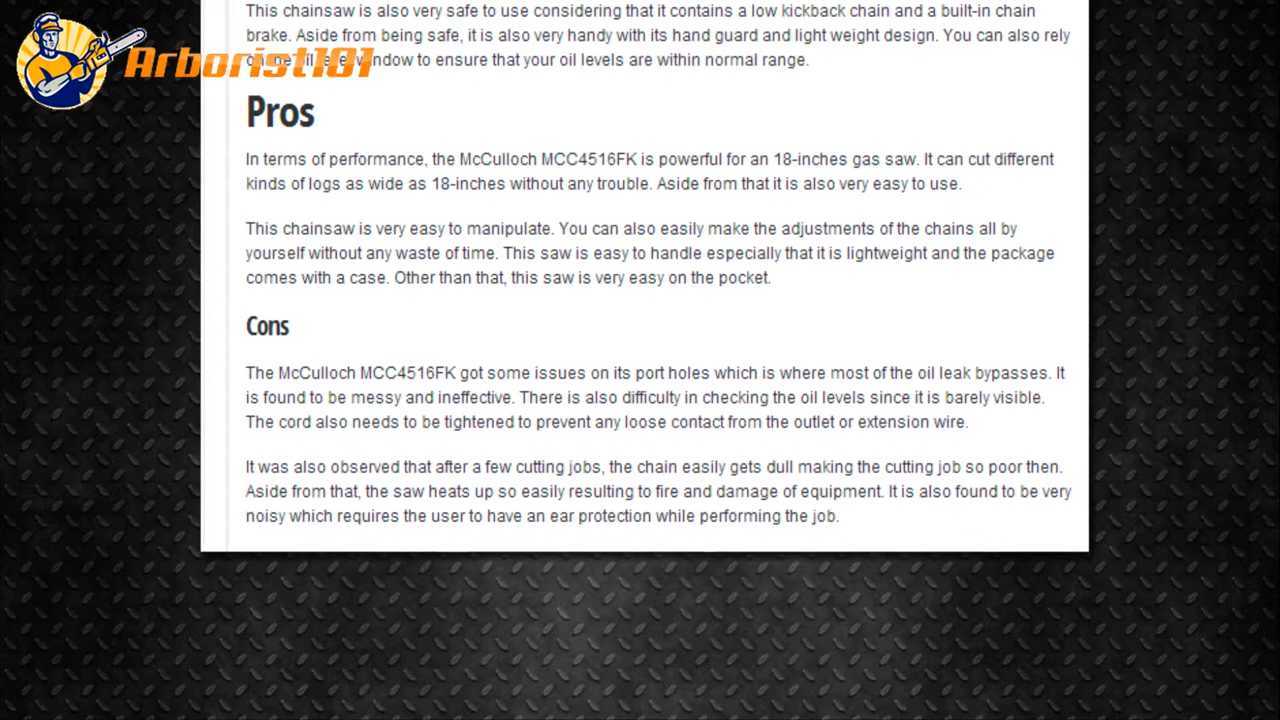 This chainsaw is also very safe to use considering that it contains a low kickback chain and a built-in chain
brake. Aside from being safe, it is also very handy with its hand guard and light weight design. You can also rely
Arborist101
window to ensure that your oil levels are within normal range.
Pros
In terms of performance, the McCulloch MCC4516FK is powerful for an 18-inches gas saw. It can cut different
kinds of logs as wide as 18-inches without any trouble. Aside from that it is also very easy to use.
This chainsaw is very easy to manipulate. You can also easily make the adjustments of the chains all by
yourself without any waste of time. This saw is easy to handle especially that it is lightweight and the package
comes with a case. Other than that, this saw is very easy on the pocket.
Cons
The McCulloch MCC4516FK got some issues on its port holes which is where most of the oil leak bypasses. It
is found to be messy and ineffective. There is also difficulty in checking the oil levels since it is barely visible.
The cord also needs to be tightened to prevent any loose contact from the outlet or extension wire.
It was also observed that after a few cutting jobs, the chain easily gets dull making the cutting job so poor then.
Aside from that, the saw heats up so easily resulting to fire and damage of equipment. It is also found to be very
noisy which requires the user to have an ear protection while performing the job.